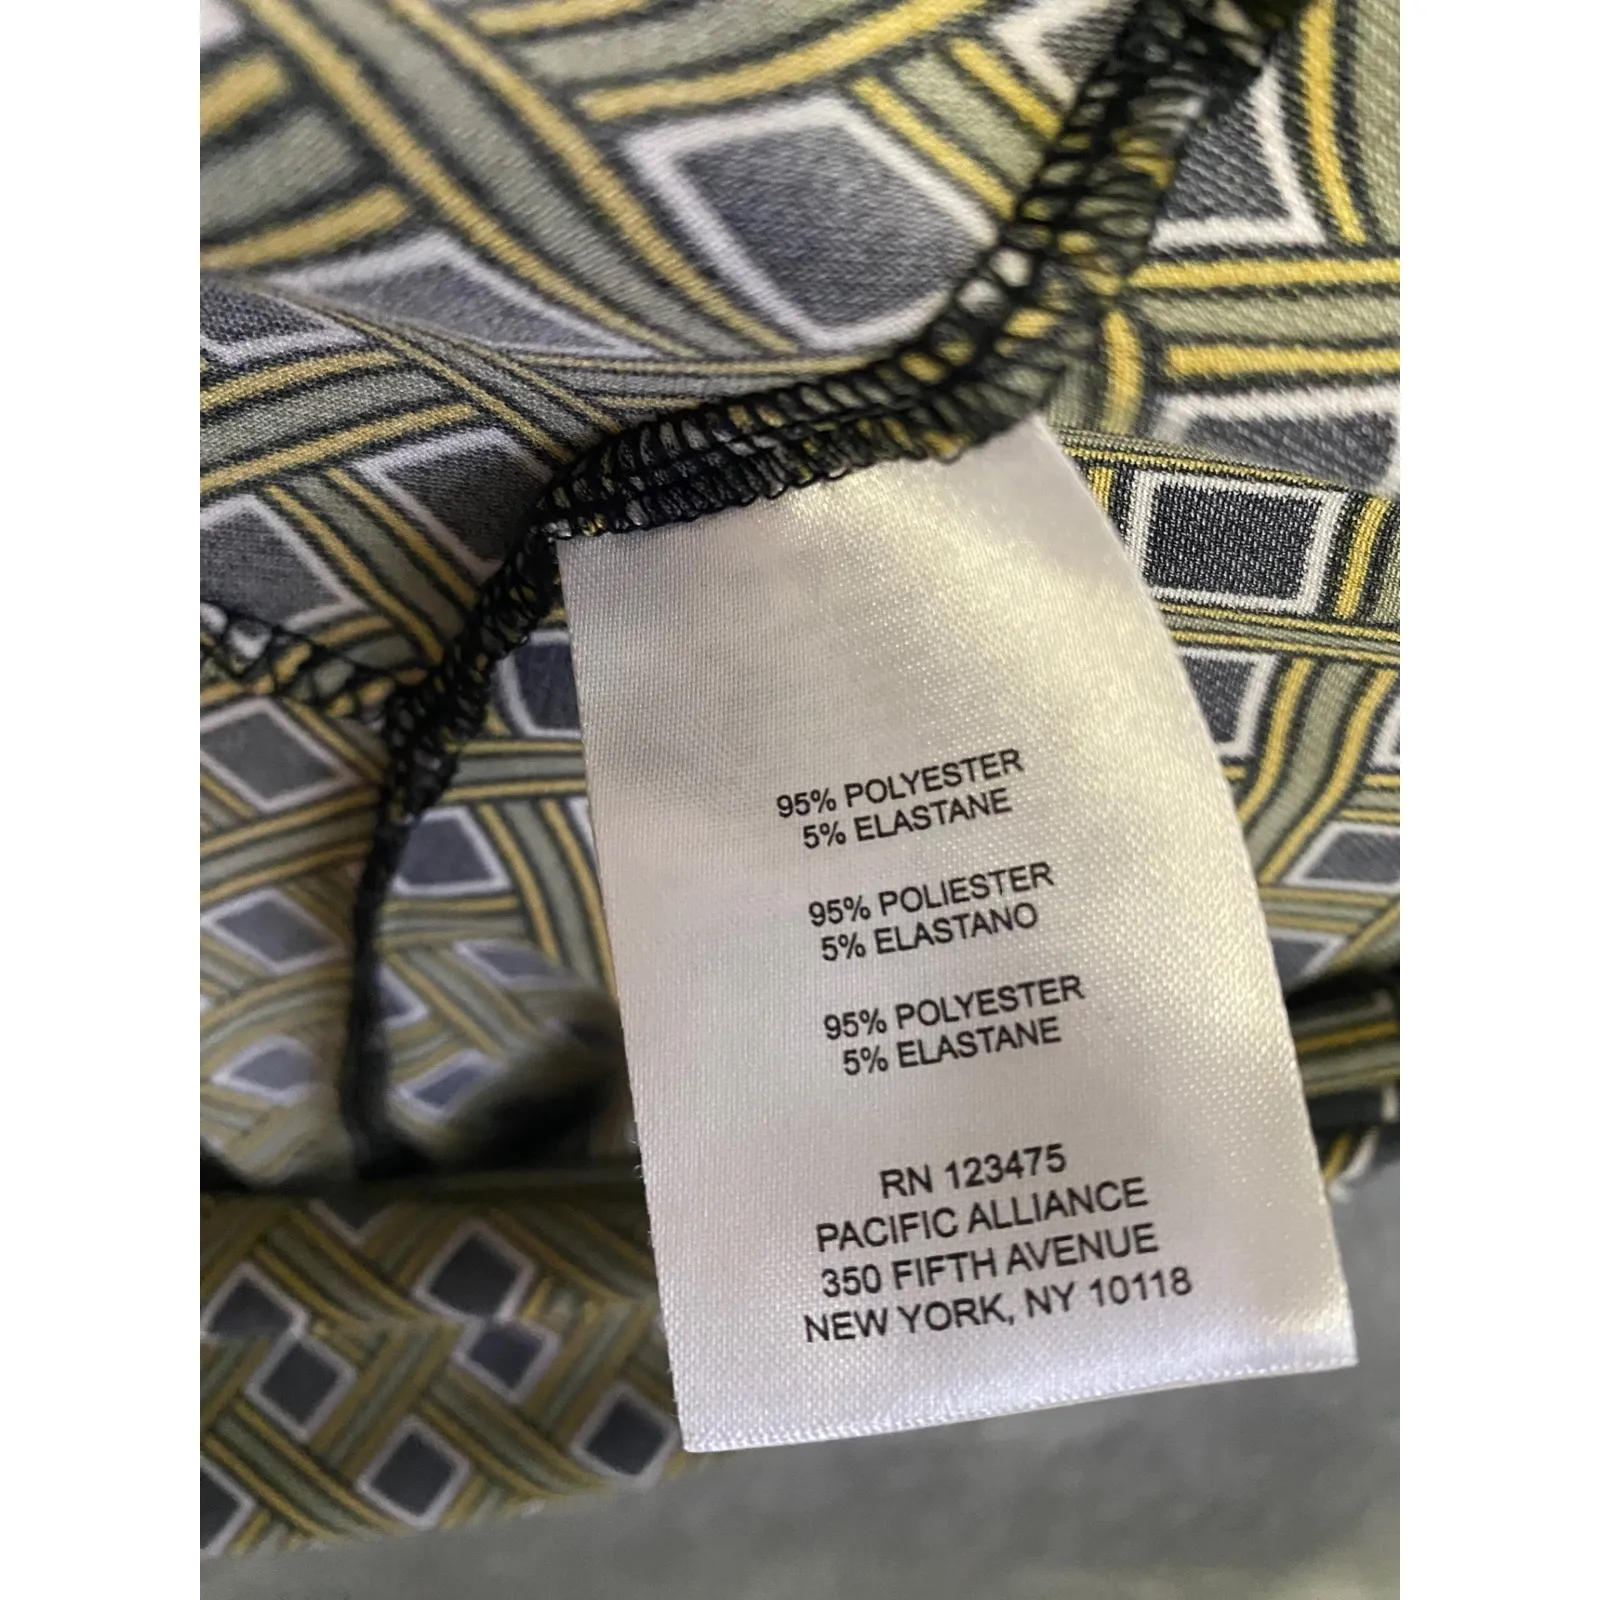 95% POLYESTER
5% ELASTANE
95% POLIESTER
5% ELASTANO
95% POLYESTER
5% ELASTANE
RN 123475
PACIFIC ALLIANCE
350 FIFTH AVENUE
NEW YORK, NY 10118